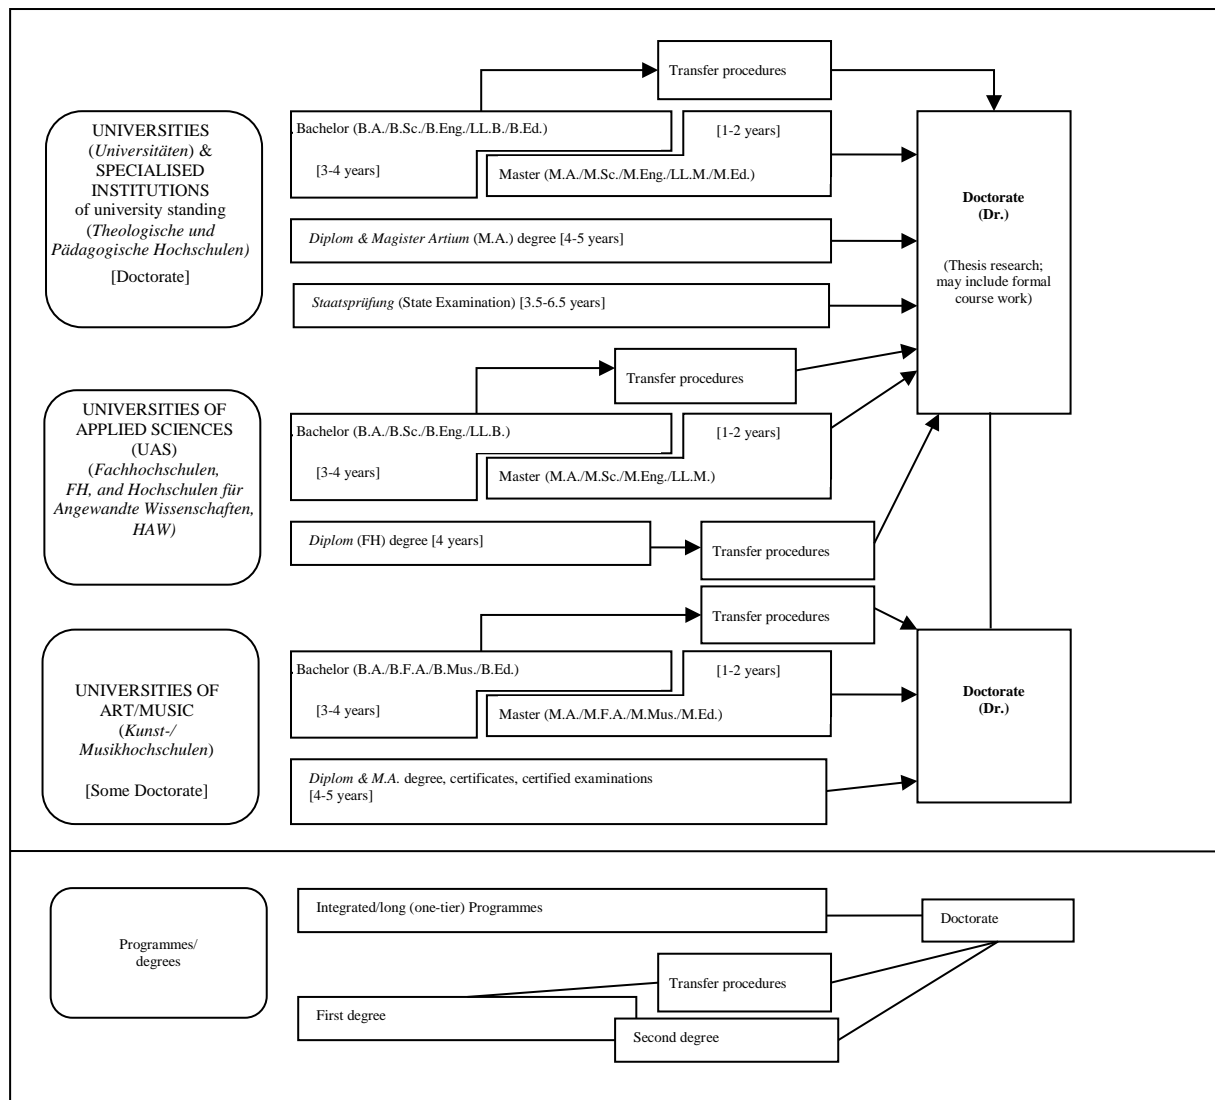 Transfer procedures
UNIVERSITIES
(Universitäten) &
SPECIALISED
INSTITUTIONS
of university standing
(Theologische und
Pädagogische Hochschulen)
[Doctorate]
Bachelor (B.A./B.Sc./B.Eng./LL.B./B.Ed.)
[1-2 years]
[3-4 years]
Master (M.A./M.Sc./M.Eng./LL.M./M.Ed.)
Diplom & Magister Artium (M.A.) degree [4-5 years]
Staatsprüfung (State Examination) [3.5-6.5 years]
Doctorate
(Dr.)
(Thesis research;
may include formal
course work)
Transfer procedures
UNIVERSITIES OF
APPLIED SCIENCES
(UAS)
(Fachhochschulen,
FH, and Hochschulen für
Angewandte Wissenschaften,
HAW)
Bachelor (B.A./B.Sc./B.Eng./LL.B.)
[1-2 years]
[3-4 years]
Master (M.A./M.Sc./M.Eng./LL.M.)
Diplom (FH) degree [4 years]
Transfer procedures
Transfer procedures
UNIVERSITIES OF
ART/MUSIC
(Kunst-/
Musikhochschulen)
[Some Doctorate]
Bachelor (B.A./B.F.A./B.Mus./B.Ed.)
[1-2 years]
[3-4 years]
Master (M.A./M.F.A./M.Mus./M.Ed.)
Diplom & M.A. degree, certificates, certified examinations
[4-5 years]
Doctorate
(Dr.)
Programmes/
degrees
Integrated/long (one-tier) Programmes
Doctorate
Transfer procedures
First degree
Second degree